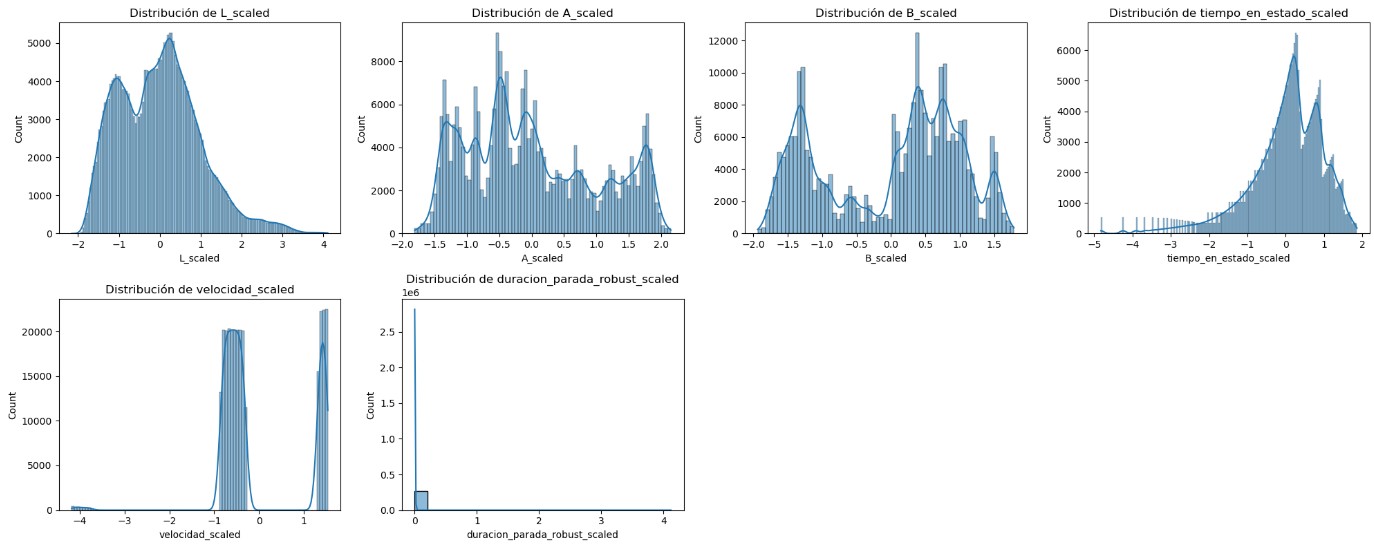 Distribución de L_scaled
Count
5000
4000
3000
2000
1000
0
−2 −1 0 1 2 3 4
L_scaled
Distribución de A_scaled
Count
8000
6000
4000
2000
0
−2.0 −1.5 −1.0 −0.5 0.0 0.5 1.0 1.5 2.0
A_scaled
Distribución de B_scaled
Count
12000
10000
8000
6000
4000
2000
0
−2.0 −1.5 −1.0 −0.5 0.0 0.5 1.0 1.5
B_scaled
Distribución de tiempo_en_estado_scaled
Count
6000
5000
4000
3000
2000
1000
0
−5 −4 −3 −2 −1 0 1 2
tiempo_en_estado_scaled
Distribución de velocidad_scaled
Count
20000
15000
10000
5000
0
−4 −3 −2 −1 0 1
velocidad_scaled
Distribución de duracion_parada_robust_scaled
1e6
Count
2.5
2.0
1.5
1.0
0.5
0.0
0 1 2 3 4
duracion_parada_robust_scaled